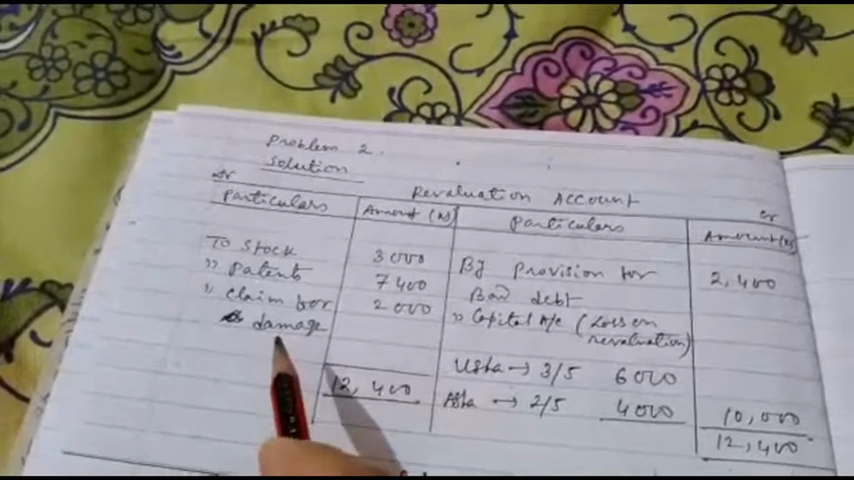 Problem 2.
Solution
Dr Revaluation Account Cr
Particulars Amount (Rs) Particulars Amount (Rs)
To Stock 3000 By Provision for 2,400
" Patents 7400 Bad debt
" Claim for 2000 " Capital A/c (Loss on
damage revaluation)
Usha → 3/5 6000
12,400 Asha → 2/5 4000 10,000
12,400